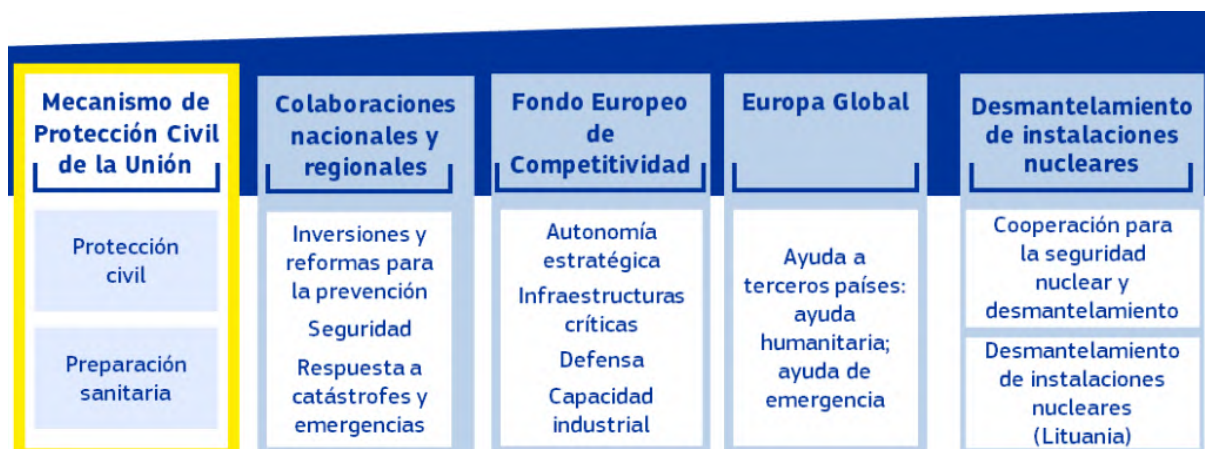 Mecanismo de
Protección Civil
de la Unión
Protección
civil
Preparación
sanitaria
Colaboraciones
nacionales y
regionales
Inversiones y
reformas para
la prevención
Seguridad
Respuesta a
catástrofes y
emergencias
Fondo Europeo
de
Competitividad
Autonomía
estratégica
Infraestructuras
críticas
Defensa
Capacidad
industrial
Europa Global
Ayuda a
terceros países:
ayuda
humanitaria;
ayuda de
emergencia
Desmantelamiento
de instalaciones
nucleares
Cooperación para
la seguridad
nuclear y
desmantelamiento
Desmantelamiento
de instalaciones
nucleares
(Lituania)